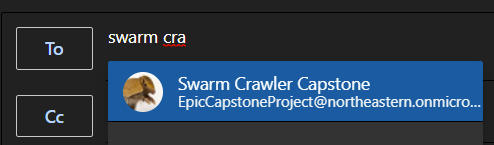 To
swarm cra
Swarm Crawler Capstone
EpicCapstoneProject@northeastern.onmicro...
Cc